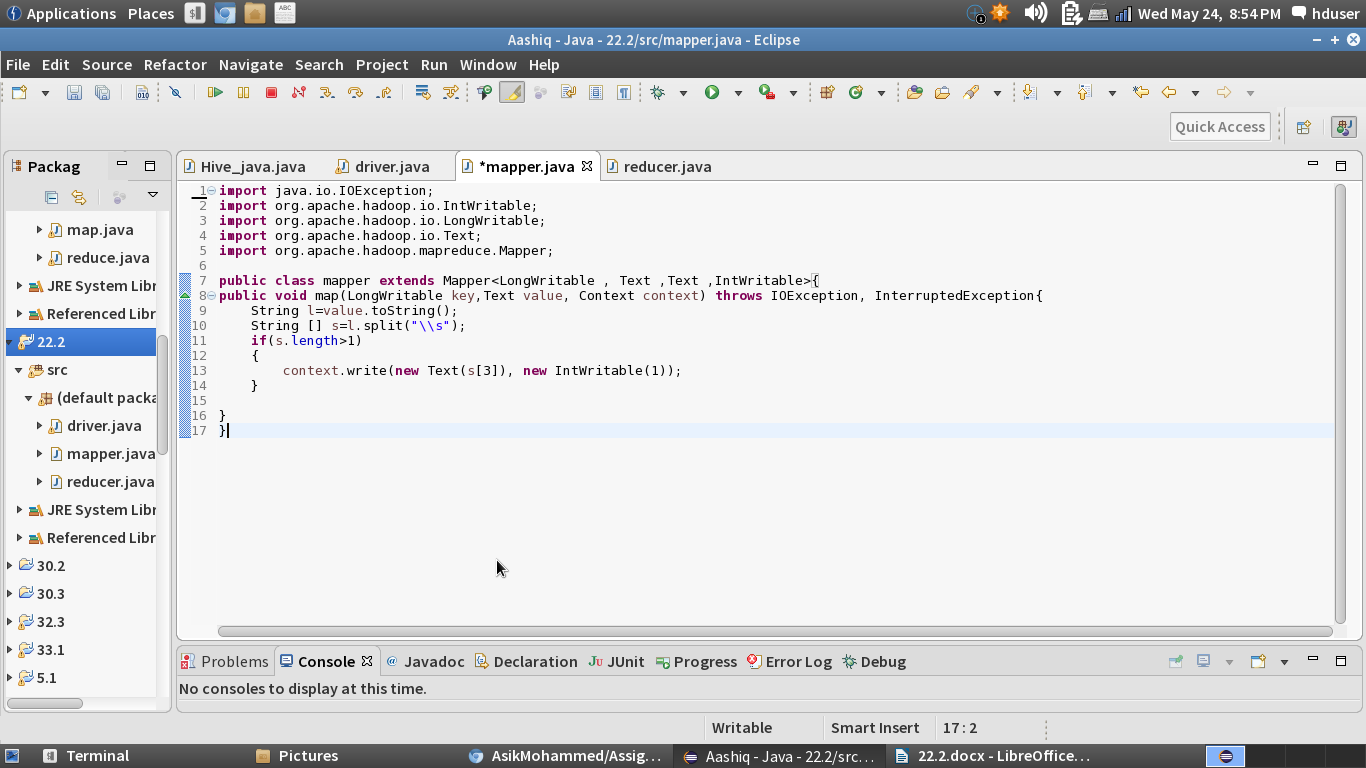 Applications Places
Wed May 24, 8:54 PM hduser
Aashiq - Java - 22.2/src/mapper.java - Eclipse
File Edit Source Refactor Navigate Search Project Run Window Help
Quick Access
Packag
map.java
reduce.java
JRE System Libr
Referenced Libr
22.2
src
(default packa
driver.java
mapper.java
reducer.java
JRE System Libr
Referenced Libr
30.2
30.3
32.3
33.1
5.1
Hive_java.java driver.java *mapper.java reducer.java
1 import java.io.IOException;
2 import org.apache.hadoop.io.IntWritable;
3 import org.apache.hadoop.io.LongWritable;
4 import org.apache.hadoop.io.Text;
5 import org.apache.hadoop.mapreduce.Mapper;
6
7 public class mapper extends Mapper<LongWritable , Text ,Text ,IntWritable>{
8 public void map(LongWritable key,Text value, Context context) throws IOException, InterruptedException{
9     String l=value.toString();
10     String [] s=l.split("\\s");
11     if(s.length>1)
12     {
13         context.write(new Text(s[3]), new IntWritable(1));
14     }
15
16 }
17 }
Problems Console Javadoc Declaration JUnit Progress Error Log Debug
No consoles to display at this time.
Writable Smart Insert 17 : 2
Terminal Pictures AsikMohammed/Assig... Aashiq - Java - 22.2/src... 22.2.docx - LibreOffice...